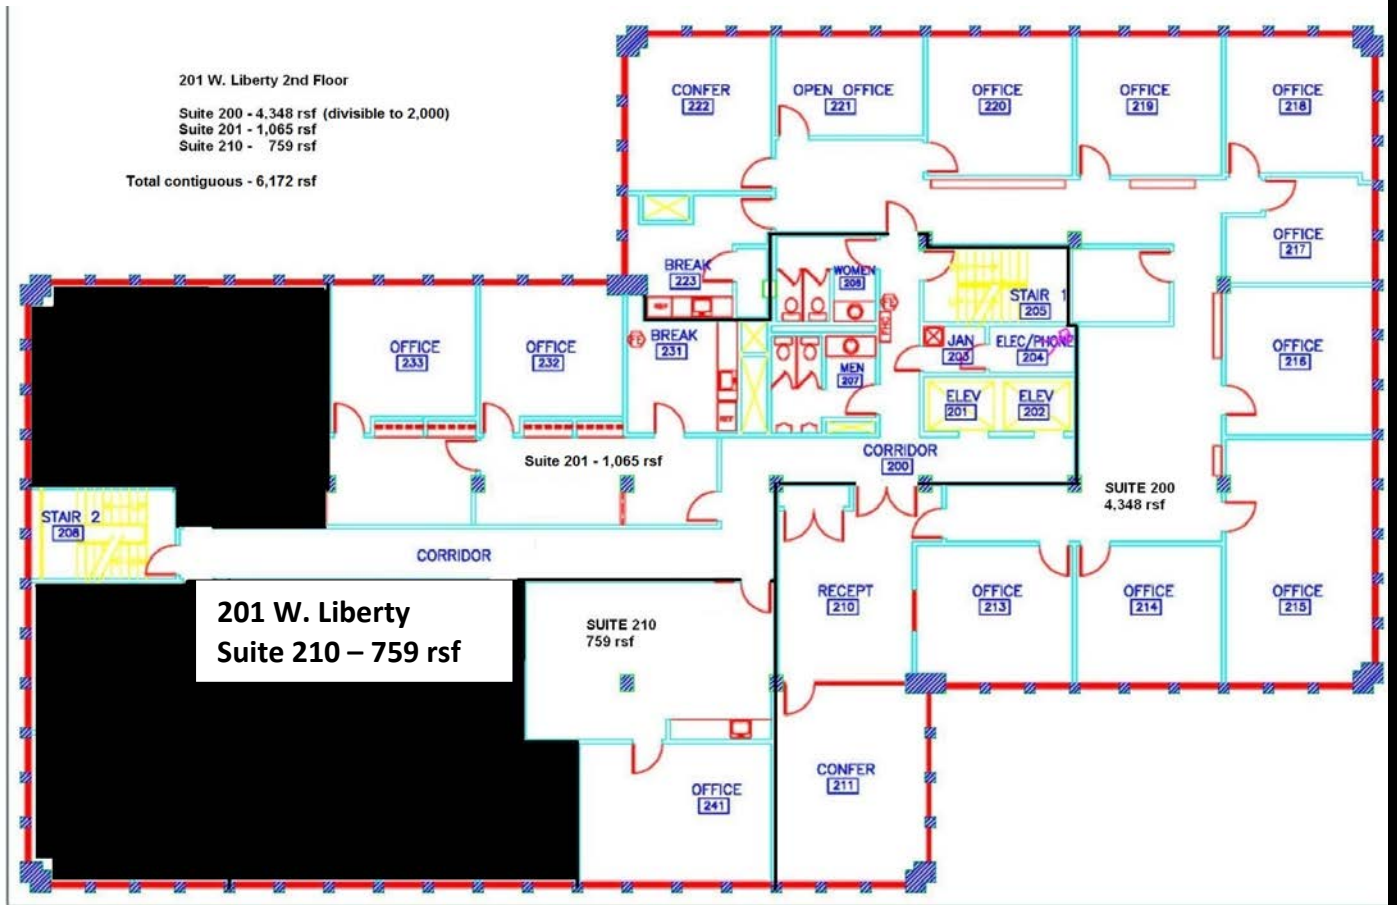 201 W. Liberty 2nd Floor
Suite 200 - 4,348 rsf (divisible to 2,000)
Suite 201 - 1,065 rsf
Suite 210 - 759 rsf
Total contiguous - 6,172 rsf
CONFER
222
OPEN OFFICE
221
OFFICE
220
OFFICE
219
OFFICE
218
OFFICE
217
BREAK
223
WOMEN
208
STAIR 1
205
REF
FE
OFFICE
233
OFFICE
232
FE
BREAK
231
MEN
207
JAN
203
ELEC/PHONE
204
OFFICE
216
REF
ELEV
201
ELEV
202
Suite 201 - 1,065 rsf
CORRIDOR
200
SUITE 200
4,348 rsf
STAIR 2
208
CORRIDOR
201 W. Liberty
Suite 210 – 759 rsf
SUITE 210
759 rsf
RECEPT
210
OFFICE
213
OFFICE
214
OFFICE
215
OFFICE
241
CONFER
211